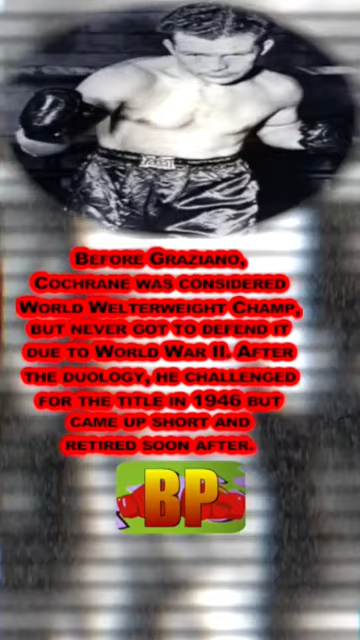 Before Graziano,
Cochrane was considered
World Welterweight Champ,
but never got to defend it
due to World War II. After
the duology, he challenged
for the title in 1946 but
came up short and
retired soon after.
BP